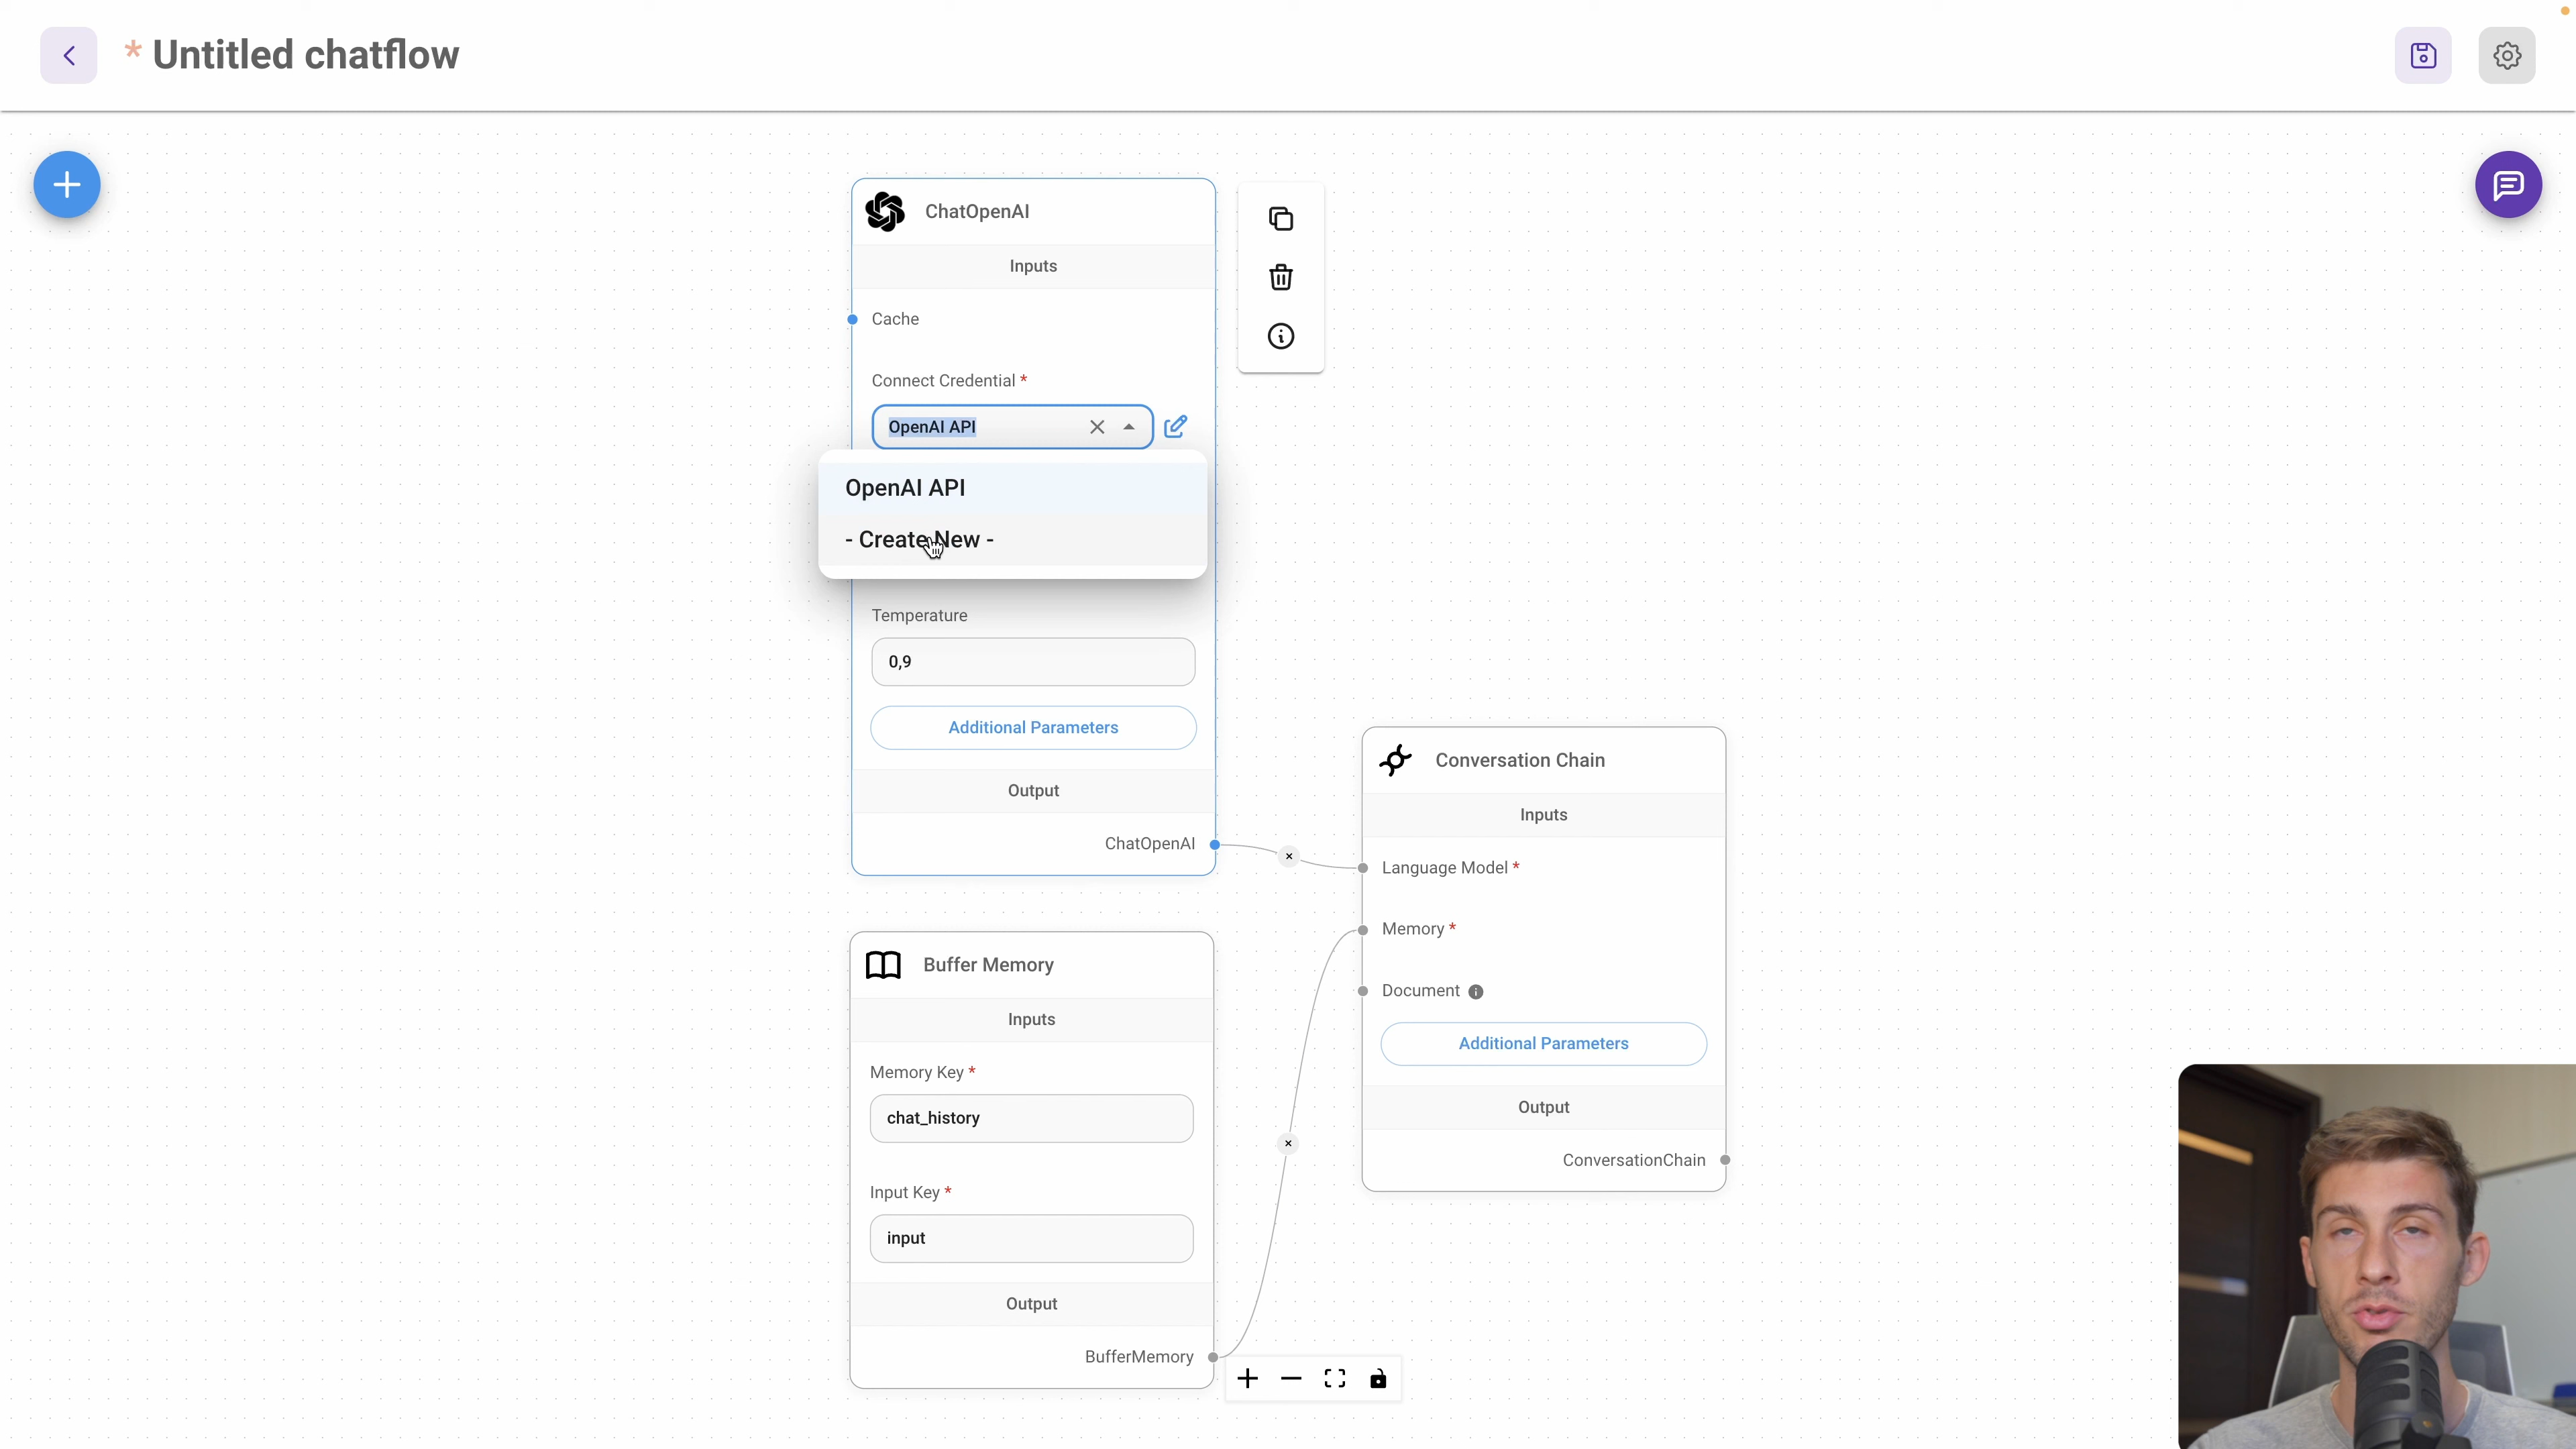 * Untitled chatflow
ChatOpenAI
Inputs
Cache
Connect Credential *
OpenAI API
OpenAI API
- Create New -
Temperature
0,9
Additional Parameters
Output
ChatOpenAI
Conversation Chain
Inputs
Language Model *
Memory *
Document
Additional Parameters
Output
ConversationChain
Buffer Memory
Inputs
Memory Key *
chat_history
Input Key *
input
Output
BufferMemory